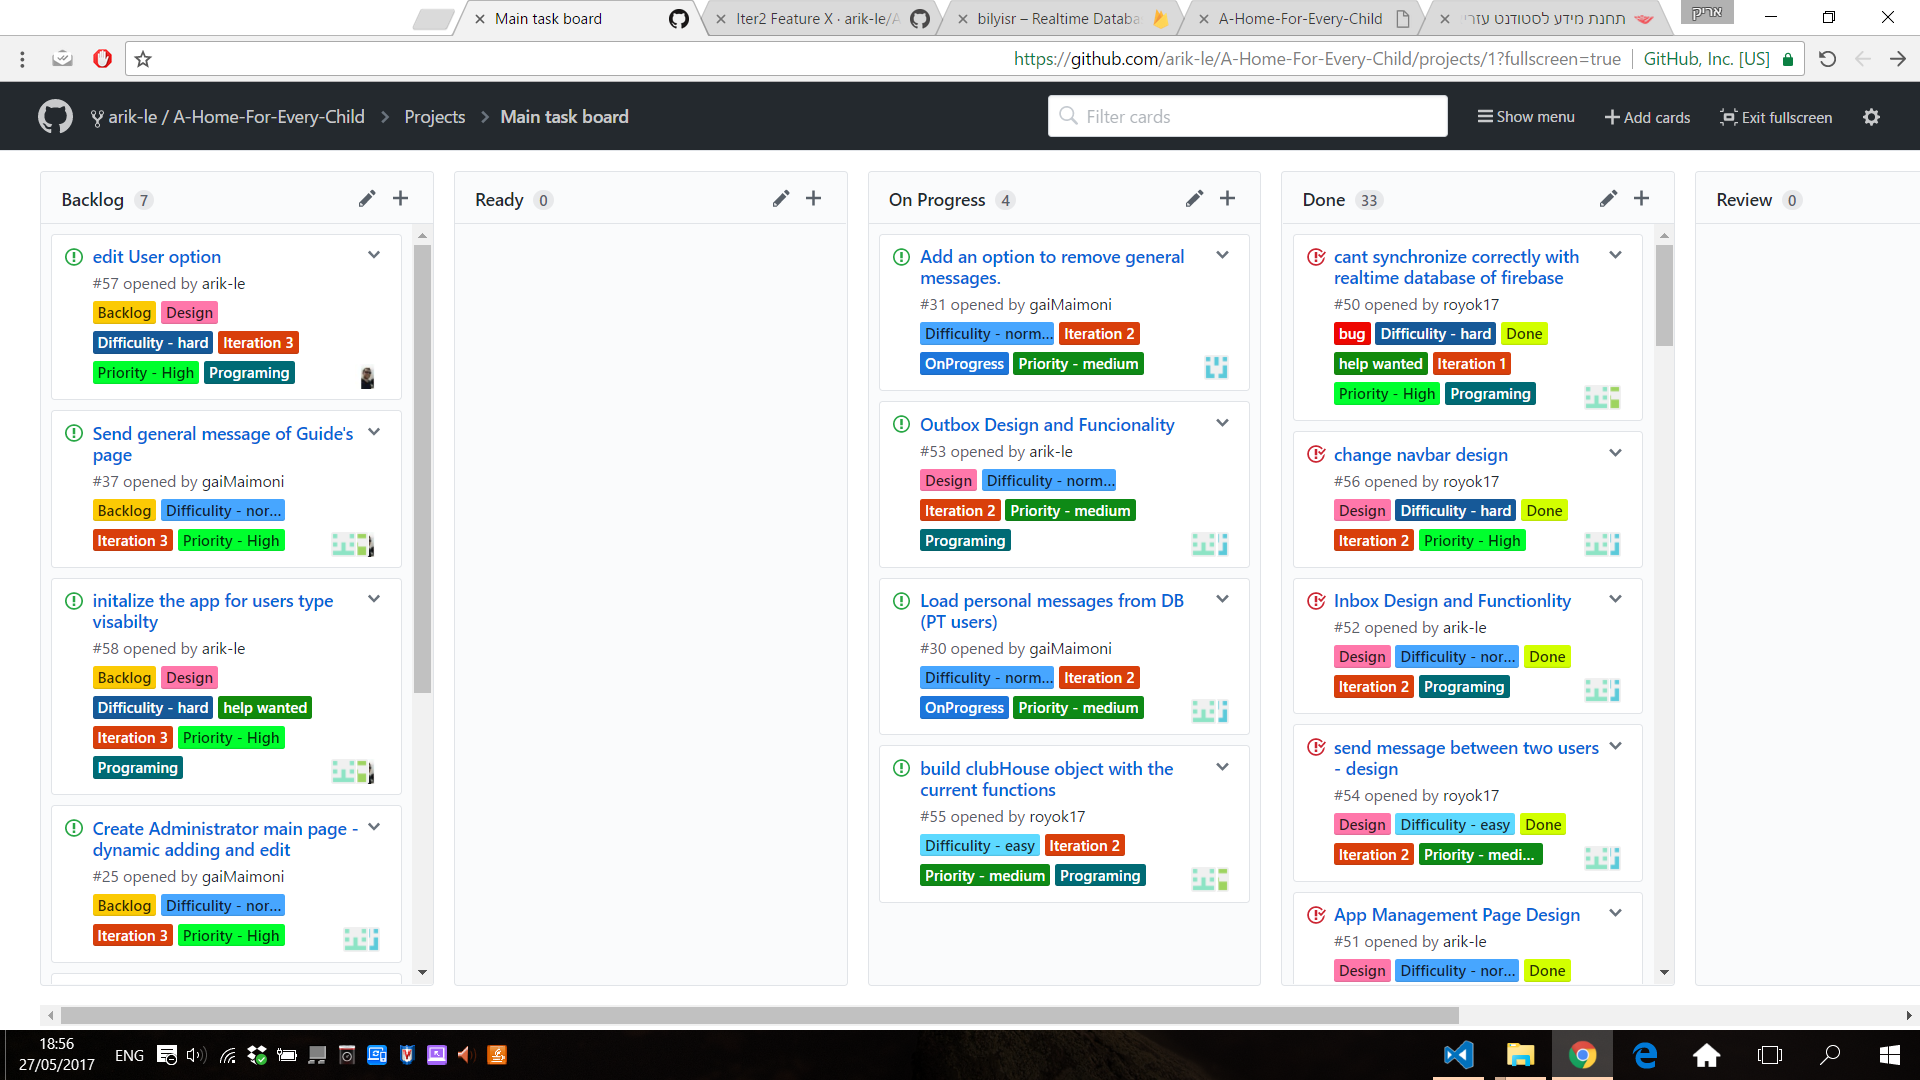 Main task board
Iter2 Feature X · arik-le/A
bilyisr – Realtime Databa
A-Home-For-Every-Child
תחנת מידע לסטודנט עזרי
אריק
https://github.com/arik-le/A-Home-For-Every-Child/projects/1?fullscreen=true
GitHub, Inc. [US]
arik-le / A-Home-For-Every-Child
Projects
Main task board
Filter cards
Show menu
Add cards
Exit fullscreen
Backlog 7
edit User option
#57 opened by arik-le
Backlog Design
Difficulity - hard Iteration 3
Priority - High Programing
Send general message of Guide's
page
#37 opened by gaiMaimoni
Backlog Difficulity - nor...
Iteration 3 Priority - High
initalize the app for users type
visabilty
#58 opened by arik-le
Backlog Design
Difficulity - hard help wanted
Iteration 3 Priority - High
Programing
Create Administrator main page -
dynamic adding and edit
#25 opened by gaiMaimoni
Backlog Difficulity - nor...
Iteration 3 Priority - High
Ready 0
On Progress 4
Add an option to remove general
messages.
#31 opened by gaiMaimoni
Difficulity - norm... Iteration 2
OnProgress Priority - medium
Outbox Design and Funcionality
#53 opened by arik-le
Design Difficulity - norm...
Iteration 2 Priority - medium
Programing
Load personal messages from DB
(PT users)
#30 opened by gaiMaimoni
Difficulity - norm... Iteration 2
OnProgress Priority - medium
build clubHouse object with the
current functions
#55 opened by royok17
Difficulity - easy Iteration 2
Priority - medium Programing
Done 33
cant synchronize correctly with
realtime database of firebase
#50 opened by royok17
bug Difficulity - hard Done
help wanted Iteration 1
Priority - High Programing
change navbar design
#56 opened by royok17
Design Difficulity - hard Done
Iteration 2 Priority - High
Inbox Design and Functionlity
#52 opened by arik-le
Design Difficulity - nor... Done
Iteration 2 Programing
send message between two users
- design
#54 opened by royok17
Design Difficulity - easy Done
Iteration 2 Priority - medi...
App Management Page Design
#51 opened by arik-le
Design Difficulity - nor... Done
Review 0
18:56
27/05/2017
ENG